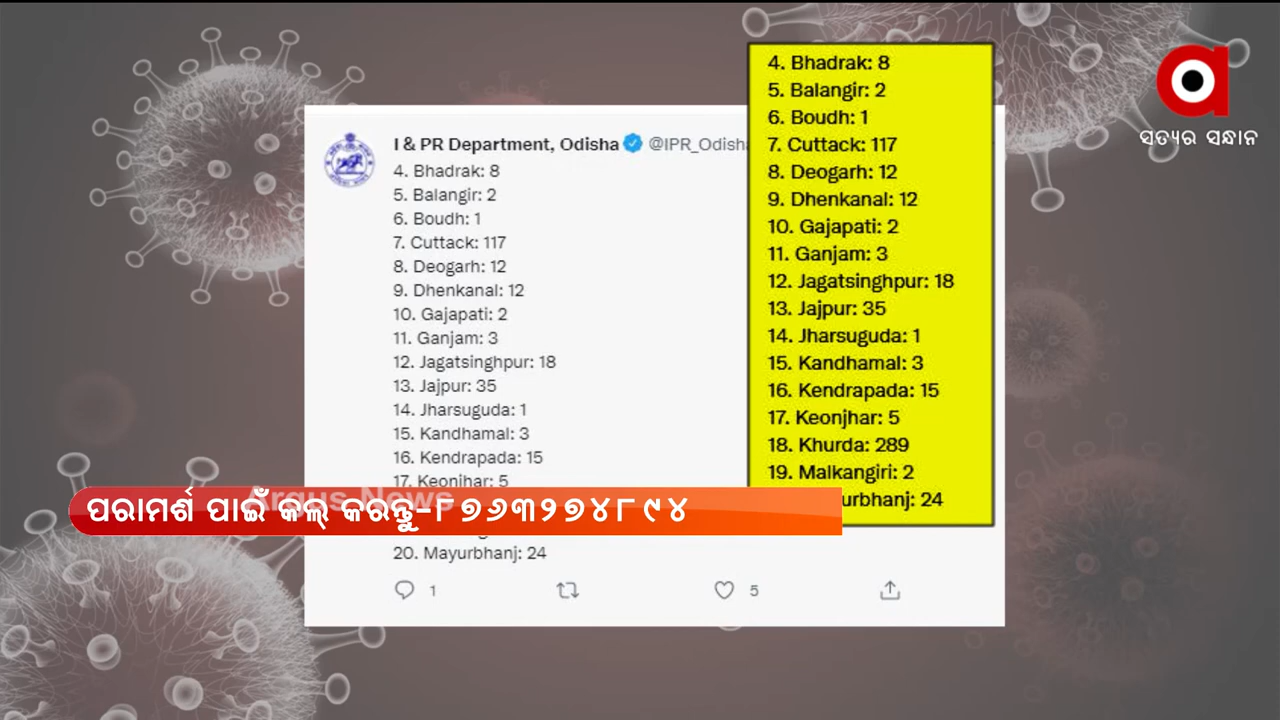 I & PR Department, Odisha @IPR_Odisha
4. Bhadrak: 8
5. Balangir: 2
6. Boudh: 1
7. Cuttack: 117
8. Deogarh: 12
9. Dhenkanal: 12
10. Gajapati: 2
11. Ganjam: 3
12. Jagatsinghpur: 18
13. Jajpur: 35
14. Jharsuguda: 1
15. Kandhamal: 3
16. Kendrapada: 15
17. Keonjhar: 5
20. Mayurbhanj: 24
1
5
4. Bhadrak: 8
5. Balangir: 2
6. Boudh: 1
7. Cuttack: 117
8. Deogarh: 12
9. Dhenkanal: 12
10. Gajapati: 2
11. Ganjam: 3
12. Jagatsinghpur: 18
13. Jajpur: 35
14. Jharsuguda: 1
15. Kandhamal: 3
16. Kendrapada: 15
17. Keonjhar: 5
18. Khurda: 289
19. Malkangiri: 2
urbhanj: 24
ସତ୍ୟର ସନ୍ଧାନ
Argus News
ପରାମର୍ଶ ପାଇଁ କଲ୍ କରନ୍ତୁ-୮୭୬୩୨୭୪୮୯୪